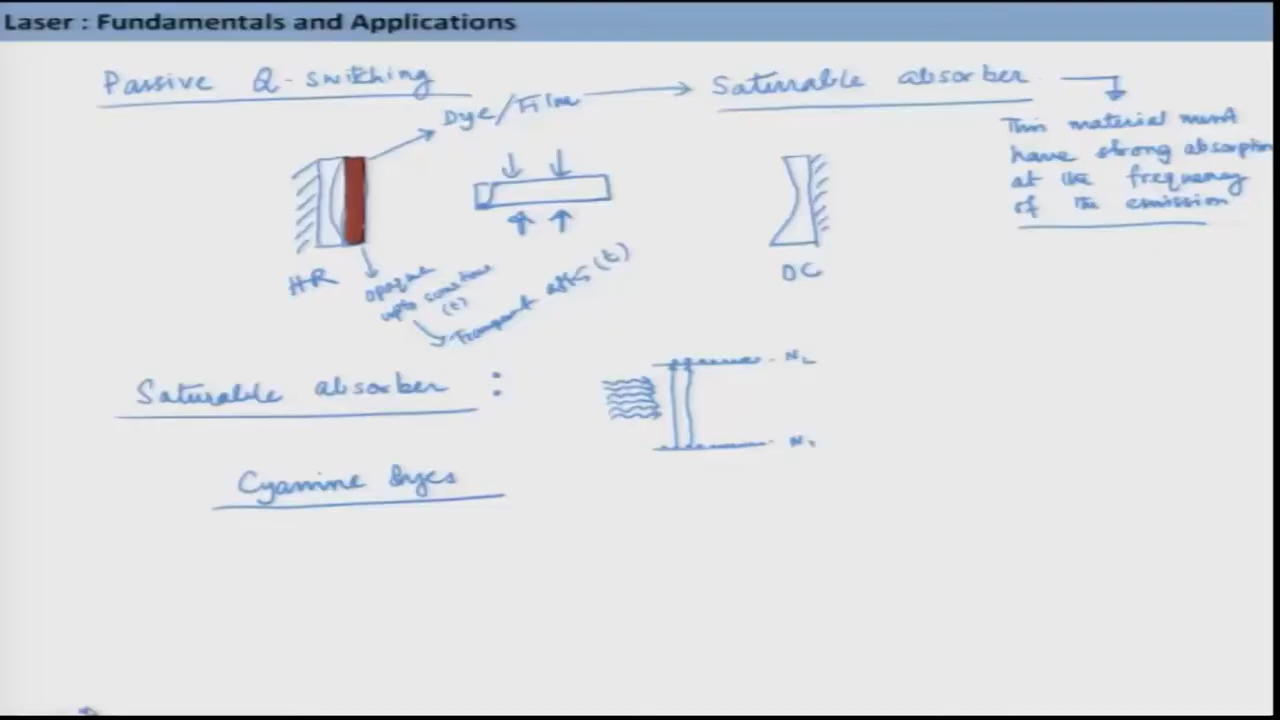 Laser : Fundamentals and Applications
Passive Q-switching
Dye/Film
Saturrable absorber
This material must
have strong absorption
at the frequency
of the emission
HR
opaque
upto some time
(t)
Transparent after (t)
OC
Saturable absorber :
N₂
N₁
Cyanine Dyes